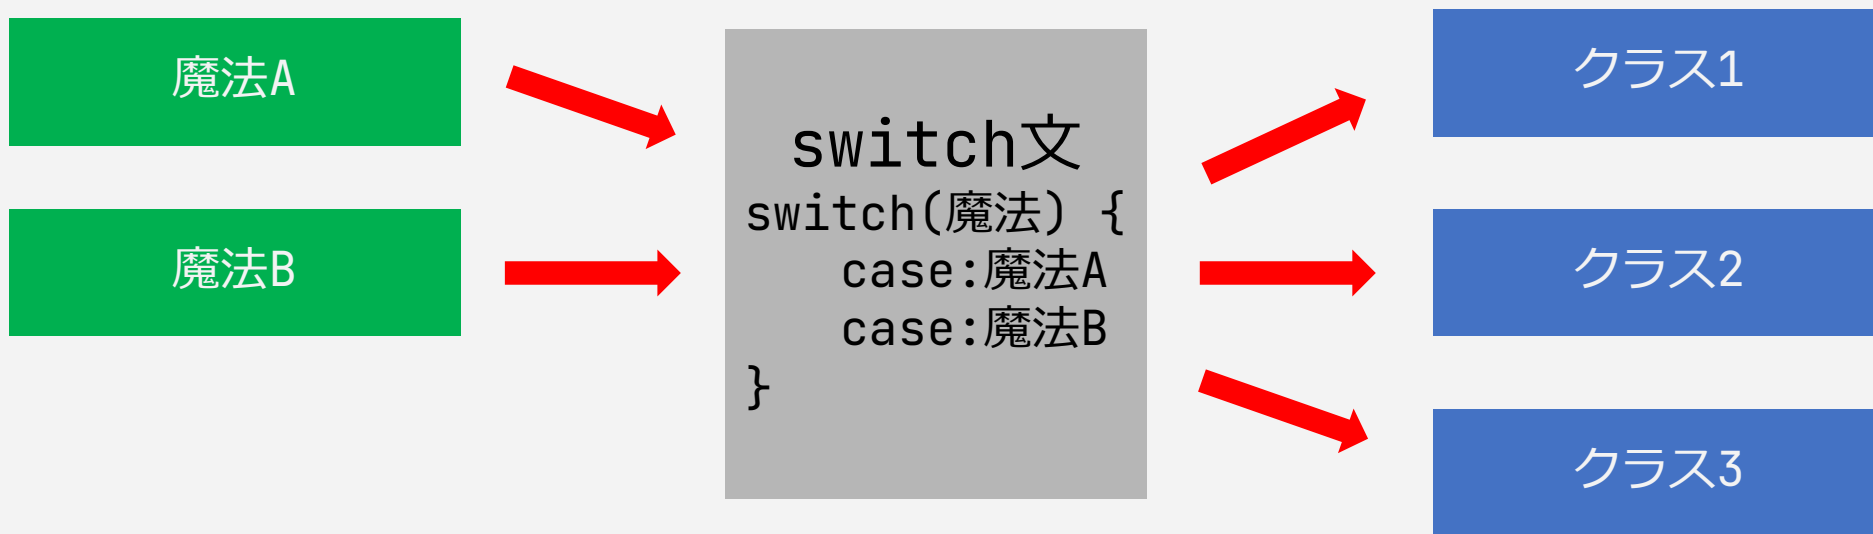 魔法A
魔法B
switch文
switch(魔法) {
case:魔法A
case:魔法B
}
クラス1
クラス2
クラス3